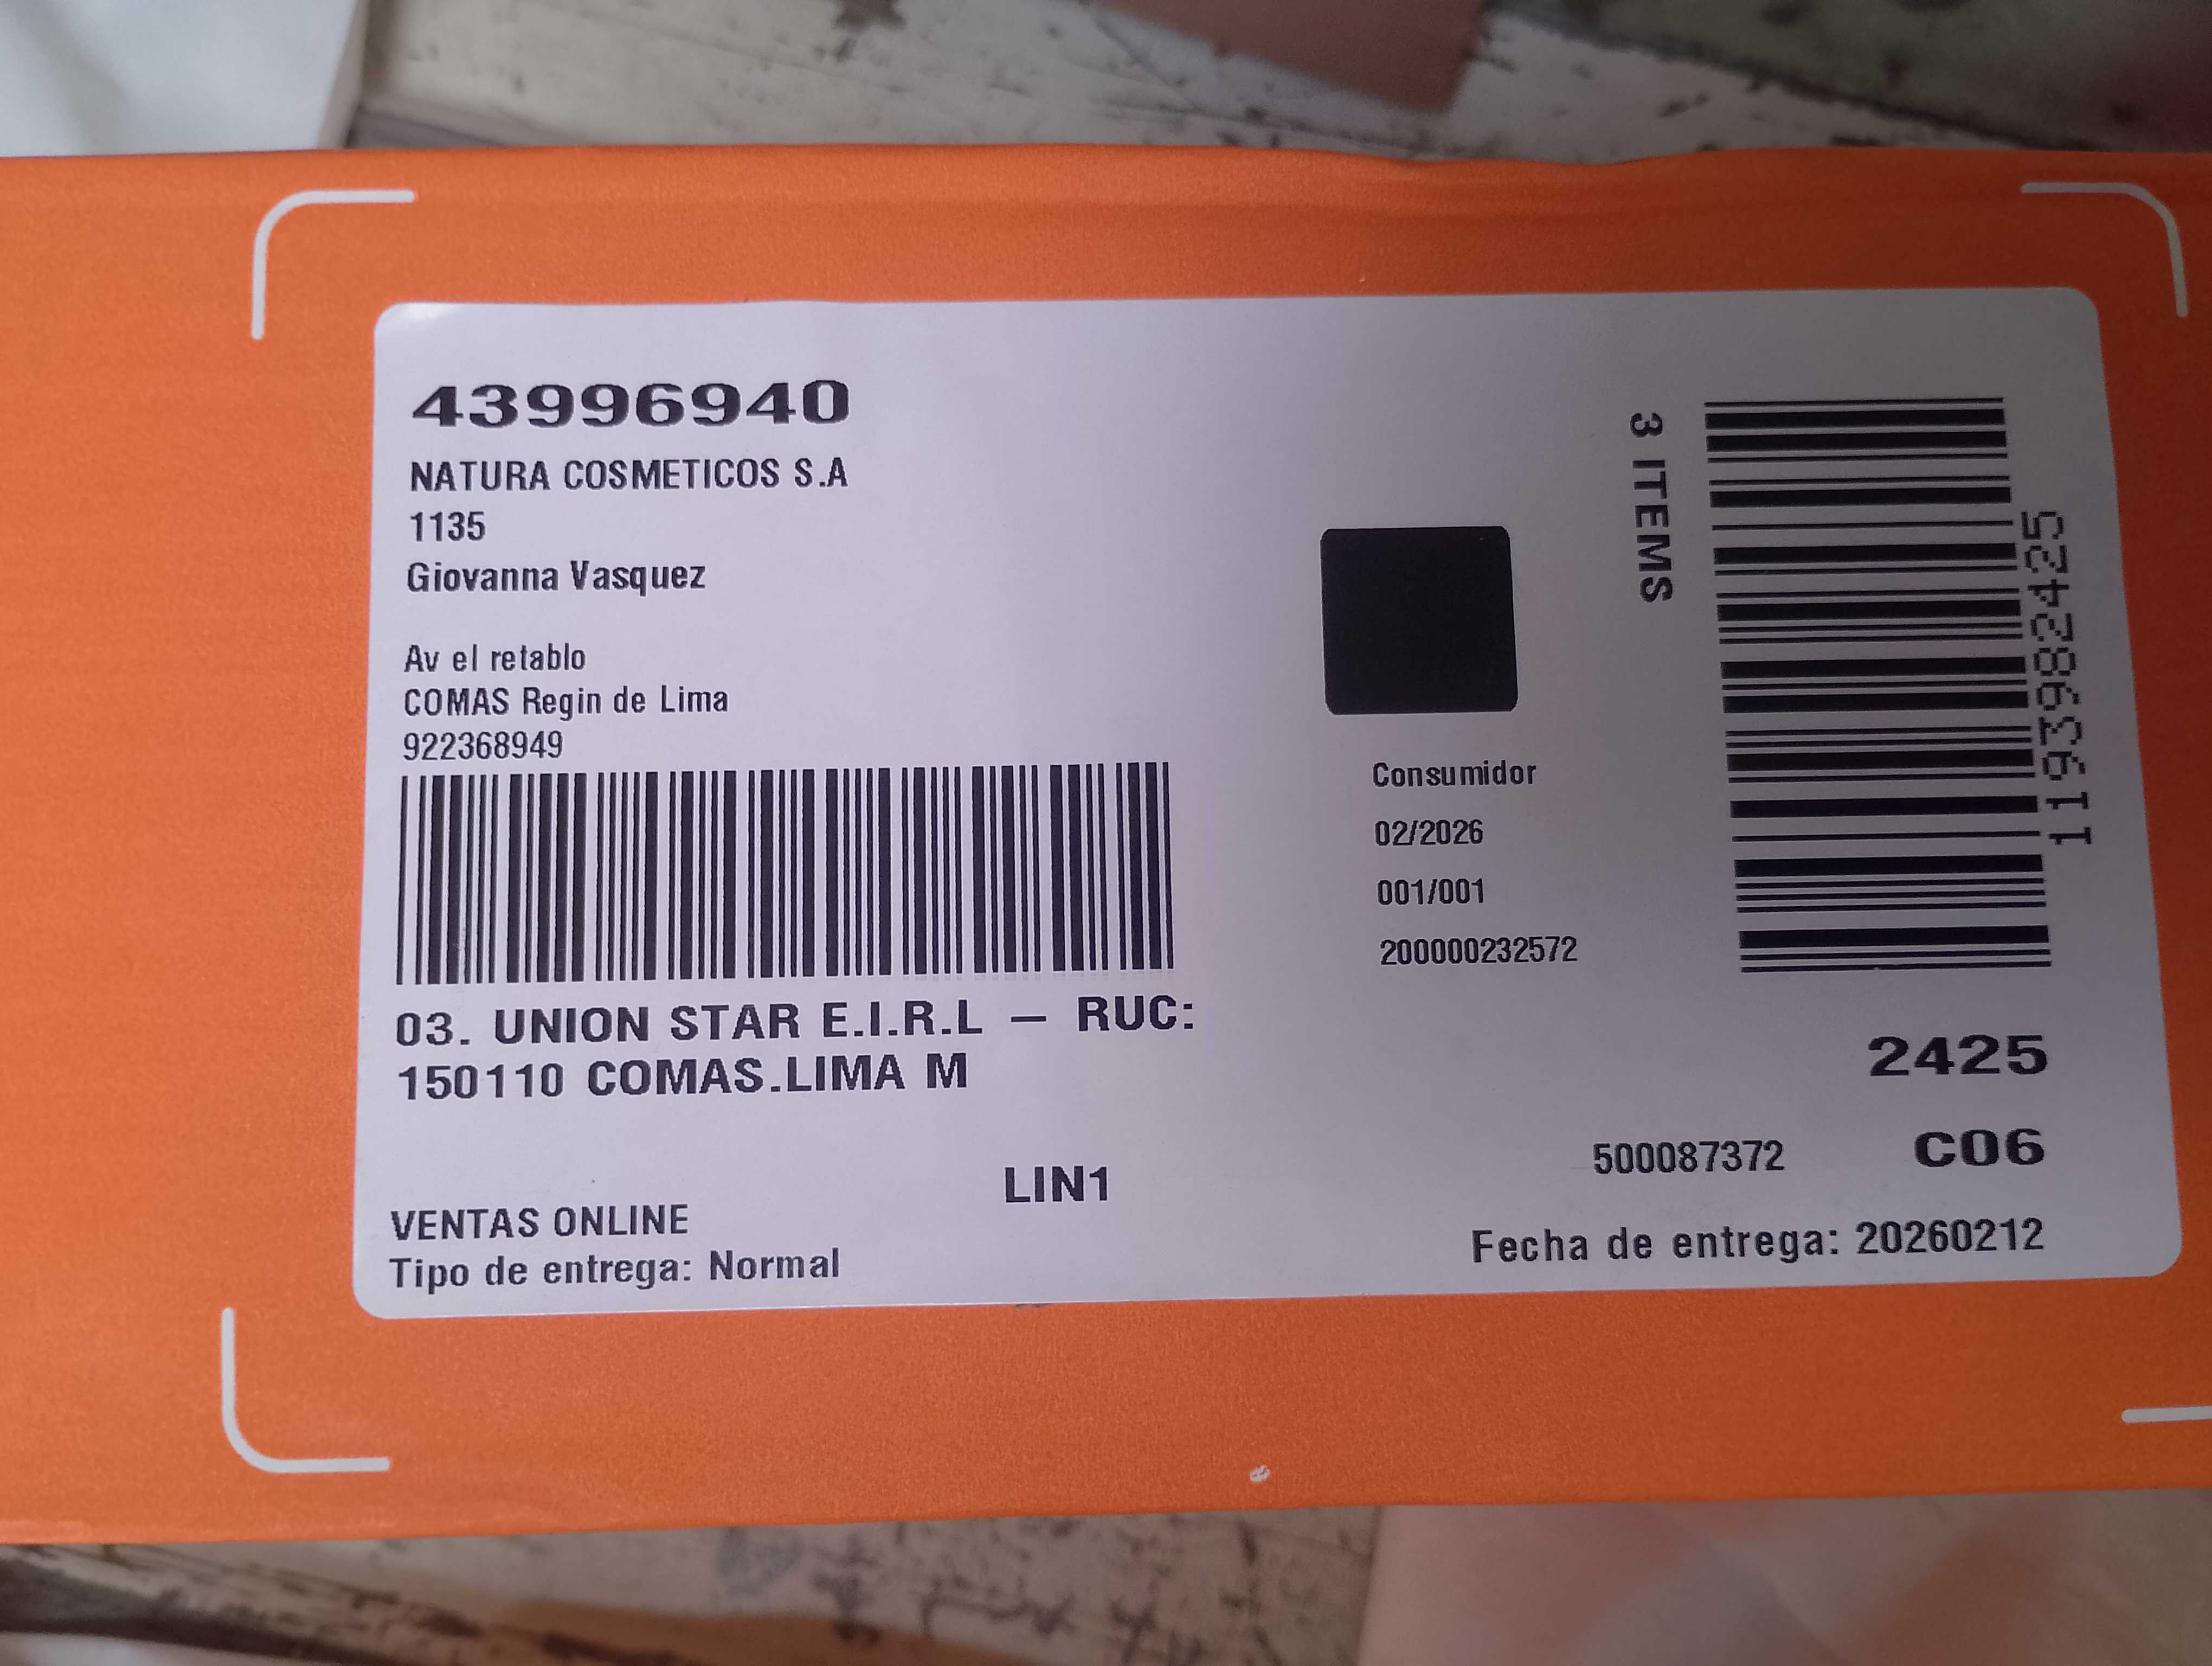 43996940
NATURA COSMETICOS S.A
1135
Giovanna Vasquez
Av el retablo
COMAS Regin de Lima
922368949
03. UNION STAR E.I.R.L — RUC:
150110 COMAS.LIMA M
LIN1
VENTAS ONLINE
Tipo de entrega: Normal
Consumidor
02/2026
001/001
200000232572
3 ITEMS
1193982425
2425
500087372 C06
Fecha de entrega: 20260212